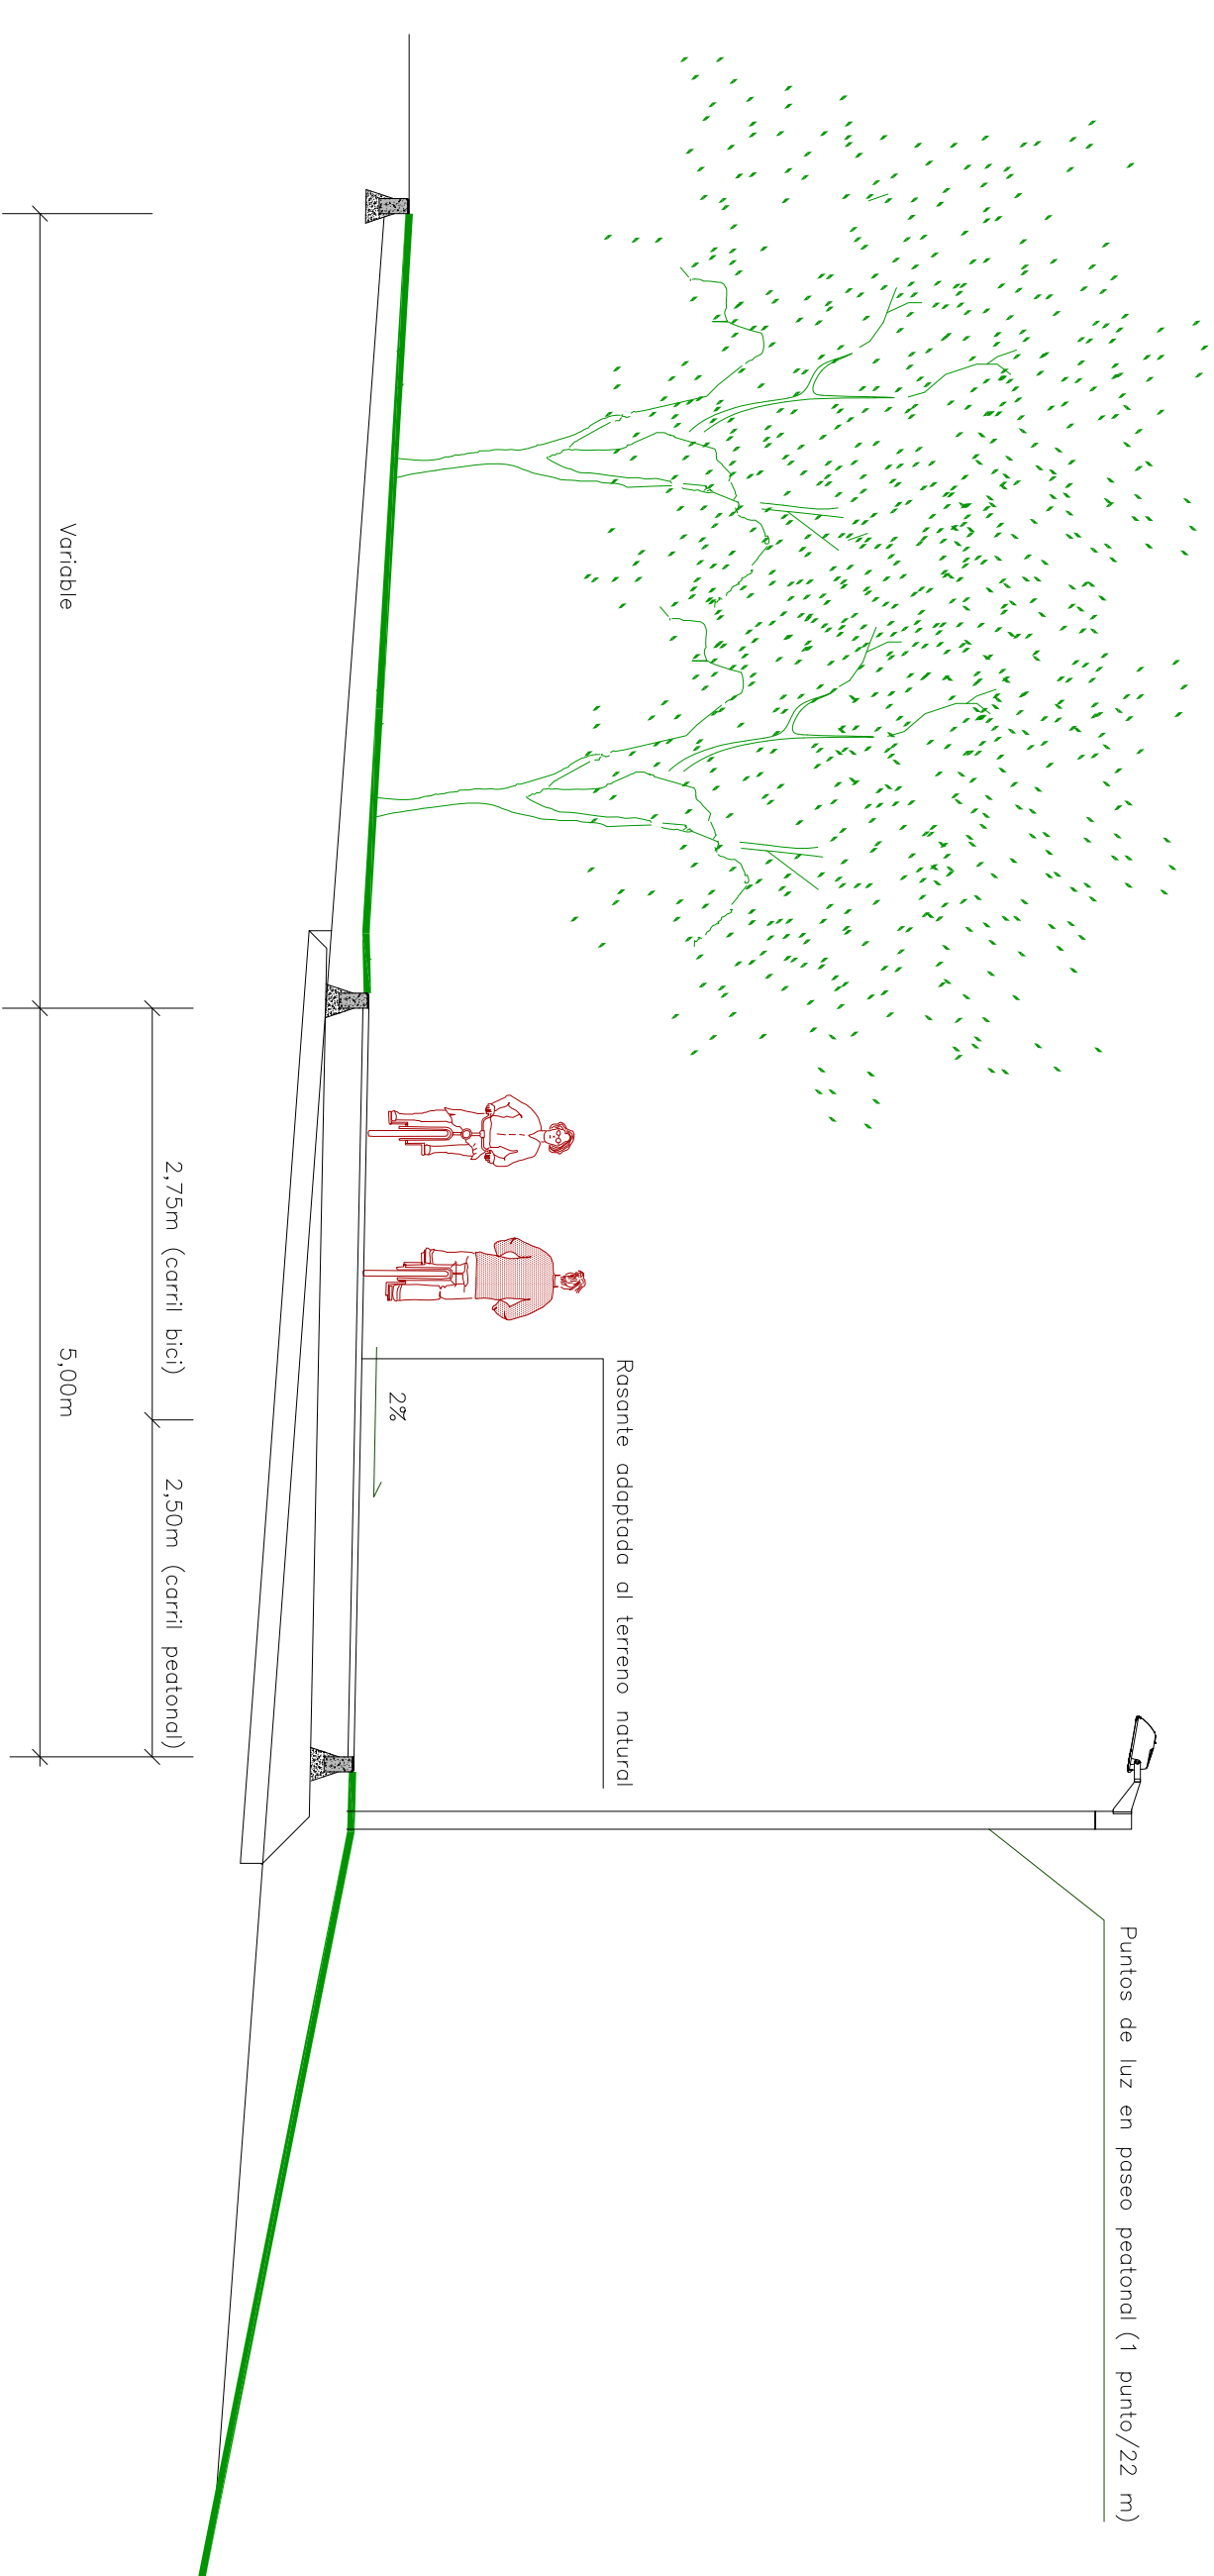 Puntos de luz en paseo peatonal (1 punto/22 m)
Rasante adaptada al terreno natural
2%
2,75m (carril bici)
2,50m (carril peatonal)
Variable
5,00m